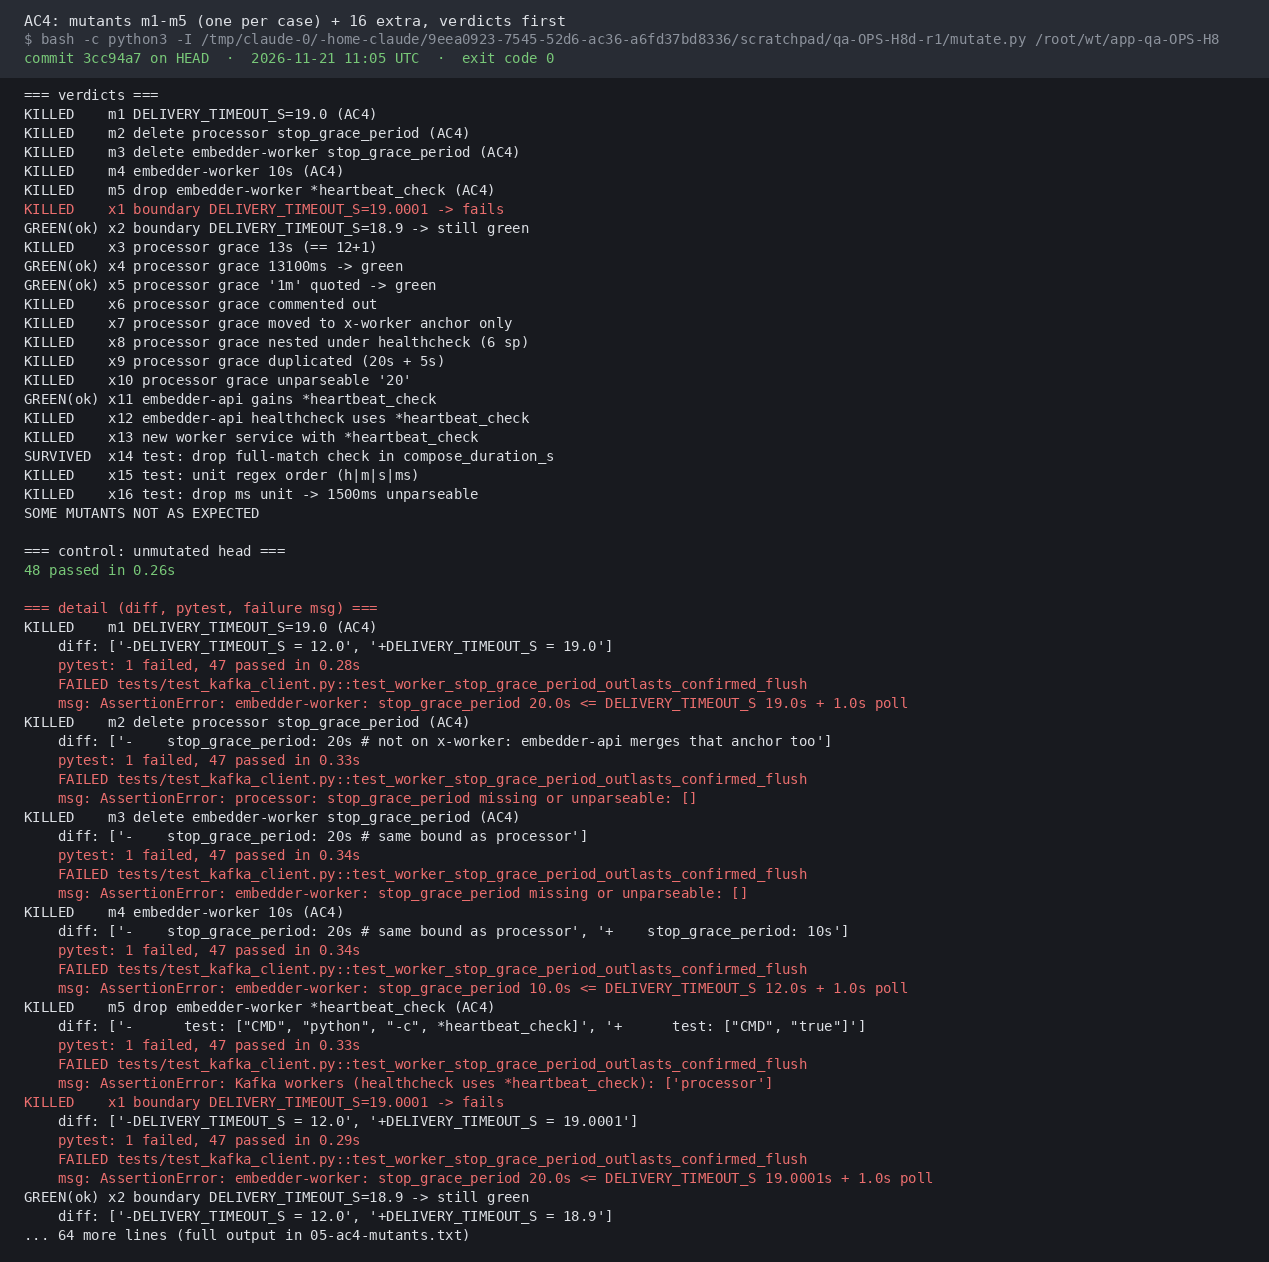 AC4: mutants m1-m5 (one per case) + 16 extra, verdicts first
$ bash -c python3 -I /tmp/claude-0/-home-claude/9eea0923-7545-52d6-ac36-a6fd37bd8336/scratchpad/qa-OPS-H8d-r1/mutate.py /root/wt/app-qa-OPS-H8
commit 3cc94a7 on HEAD · 2026-11-21 11:05 UTC · exit code 0
=== verdicts ===
KILLED    m1 DELIVERY_TIMEOUT_S=19.0 (AC4)
KILLED    m2 delete processor stop_grace_period (AC4)
KILLED    m3 delete embedder-worker stop_grace_period (AC4)
KILLED    m4 embedder-worker 10s (AC4)
KILLED    m5 drop embedder-worker *heartbeat_check (AC4)
KILLED    x1 boundary DELIVERY_TIMEOUT_S=19.0001 -> fails
GREEN(ok) x2 boundary DELIVERY_TIMEOUT_S=18.9 -> still green
KILLED    x3 processor grace 13s (== 12+1)
GREEN(ok) x4 processor grace 13100ms -> green
GREEN(ok) x5 processor grace '1m' quoted -> green
KILLED    x6 processor grace commented out
KILLED    x7 processor grace moved to x-worker anchor only
KILLED    x8 processor grace nested under healthcheck (6 sp)
KILLED    x9 processor grace duplicated (20s + 5s)
KILLED    x10 processor grace unparseable '20'
GREEN(ok) x11 embedder-api gains *heartbeat_check
KILLED    x12 embedder-api healthcheck uses *heartbeat_check
KILLED    x13 new worker service with *heartbeat_check
SURVIVED  x14 test: drop full-match check in compose_duration_s
KILLED    x15 test: unit regex order (h|m|s|ms)
KILLED    x16 test: drop ms unit -> 1500ms unparseable
SOME MUTANTS NOT AS EXPECTED
=== control: unmutated head ===
48 passed in 0.26s
=== detail (diff, pytest, failure msg) ===
KILLED    m1 DELIVERY_TIMEOUT_S=19.0 (AC4)
    diff: ['-DELIVERY_TIMEOUT_S = 12.0', '+DELIVERY_TIMEOUT_S = 19.0']
    pytest: 1 failed, 47 passed in 0.28s
    FAILED tests/test_kafka_client.py::test_worker_stop_grace_period_outlasts_confirmed_flush
    msg: AssertionError: embedder-worker: stop_grace_period 20.0s <= DELIVERY_TIMEOUT_S 19.0s + 1.0s poll
KILLED    m2 delete processor stop_grace_period (AC4)
    diff: ['-    stop_grace_period: 20s # not on x-worker: embedder-api merges that anchor too']
    pytest: 1 failed, 47 passed in 0.33s
    FAILED tests/test_kafka_client.py::test_worker_stop_grace_period_outlasts_confirmed_flush
    msg: AssertionError: processor: stop_grace_period missing or unparseable: []
KILLED    m3 delete embedder-worker stop_grace_period (AC4)
    diff: ['-    stop_grace_period: 20s # same bound as processor']
    pytest: 1 failed, 47 passed in 0.34s
    FAILED tests/test_kafka_client.py::test_worker_stop_grace_period_outlasts_confirmed_flush
    msg: AssertionError: embedder-worker: stop_grace_period missing or unparseable: []
KILLED    m4 embedder-worker 10s (AC4)
    diff: ['-    stop_grace_period: 20s # same bound as processor', '+    stop_grace_period: 10s']
    pytest: 1 failed, 47 passed in 0.34s
    FAILED tests/test_kafka_client.py::test_worker_stop_grace_period_outlasts_confirmed_flush
    msg: AssertionError: embedder-worker: stop_grace_period 10.0s <= DELIVERY_TIMEOUT_S 12.0s + 1.0s poll
KILLED    m5 drop embedder-worker *heartbeat_check (AC4)
    diff: ['-      test: ["CMD", "python", "-c", *heartbeat_check]', '+      test: ["CMD", "true"]']
    pytest: 1 failed, 47 passed in 0.33s
    FAILED tests/test_kafka_client.py::test_worker_stop_grace_period_outlasts_confirmed_flush
    msg: AssertionError: Kafka workers (healthcheck uses *heartbeat_check): ['processor']
KILLED    x1 boundary DELIVERY_TIMEOUT_S=19.0001 -> fails
    diff: ['-DELIVERY_TIMEOUT_S = 12.0', '+DELIVERY_TIMEOUT_S = 19.0001']
    pytest: 1 failed, 47 passed in 0.29s
    FAILED tests/test_kafka_client.py::test_worker_stop_grace_period_outlasts_confirmed_flush
    msg: AssertionError: embedder-worker: stop_grace_period 20.0s <= DELIVERY_TIMEOUT_S 19.0001s + 1.0s poll
GREEN(ok) x2 boundary DELIVERY_TIMEOUT_S=18.9 -> still green
    diff: ['-DELIVERY_TIMEOUT_S = 12.0', '+DELIVERY_TIMEOUT_S = 18.9']
... 64 more lines (full output in 05-ac4-mutants.txt)